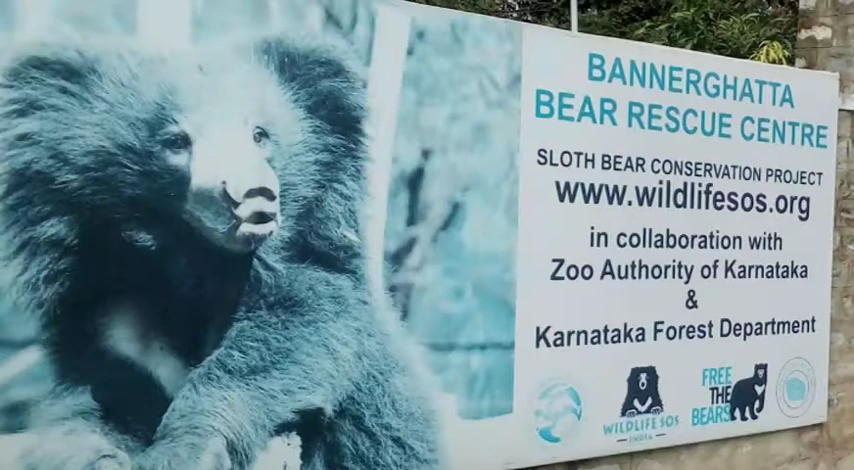 BANNERGHATTA
BEAR RESCUE CENTRE
SLOTH BEAR CONSERVATION PROJECT
www.wildlifesos.org
in collaboration with
Zoo Authority of Karnataka
&
Karnataka Forest Department
WILDLIFE SOS
INDIA
FREE
THE
BEARS